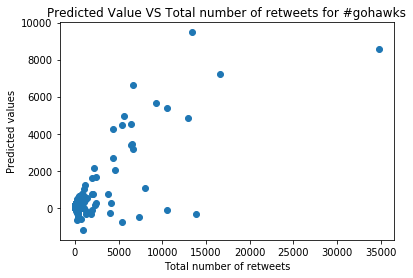 Predicted Value VS Total number of retweets for #gohawks
10000
8000
6000
4000
2000
0
Predicted values
0 5000 10000 15000 20000 25000 30000 35000
Total number of retweets